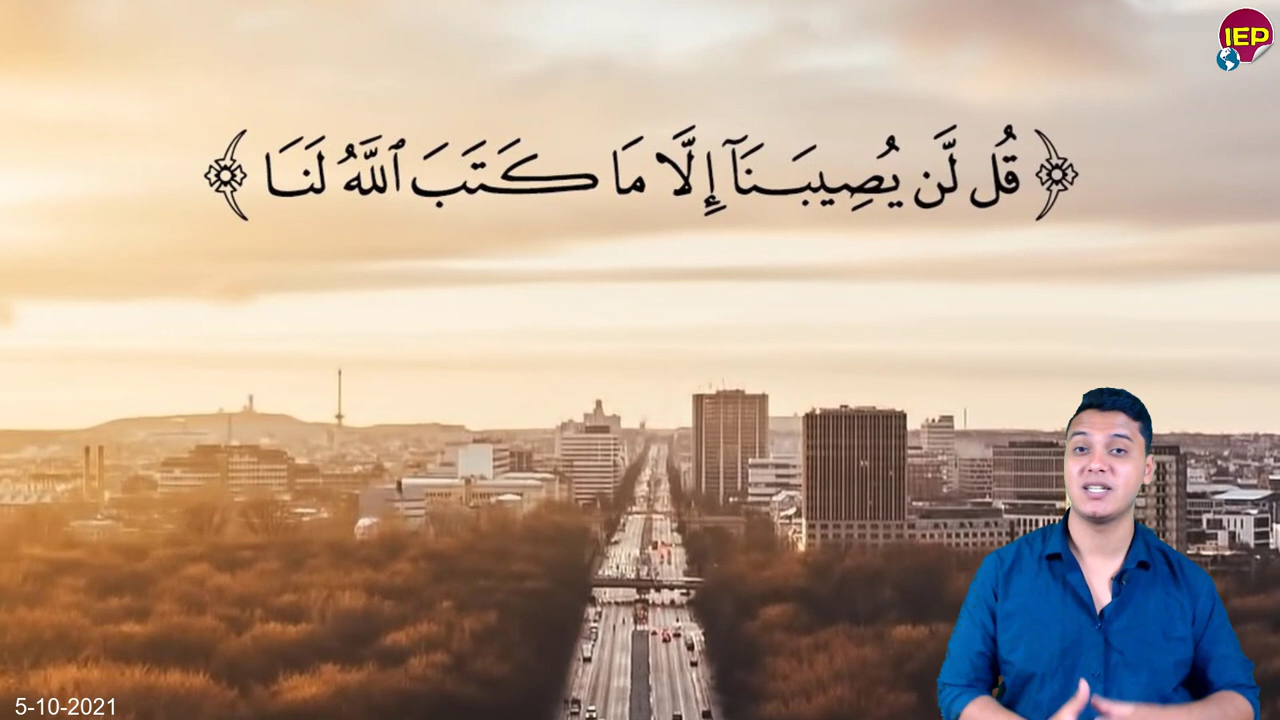 IEP
﴿ قُل لَّن يُصِيبَنَآ إِلَّا مَا كَتَبَ ٱللَّهُ لَنَا ﴾
5-10-2021